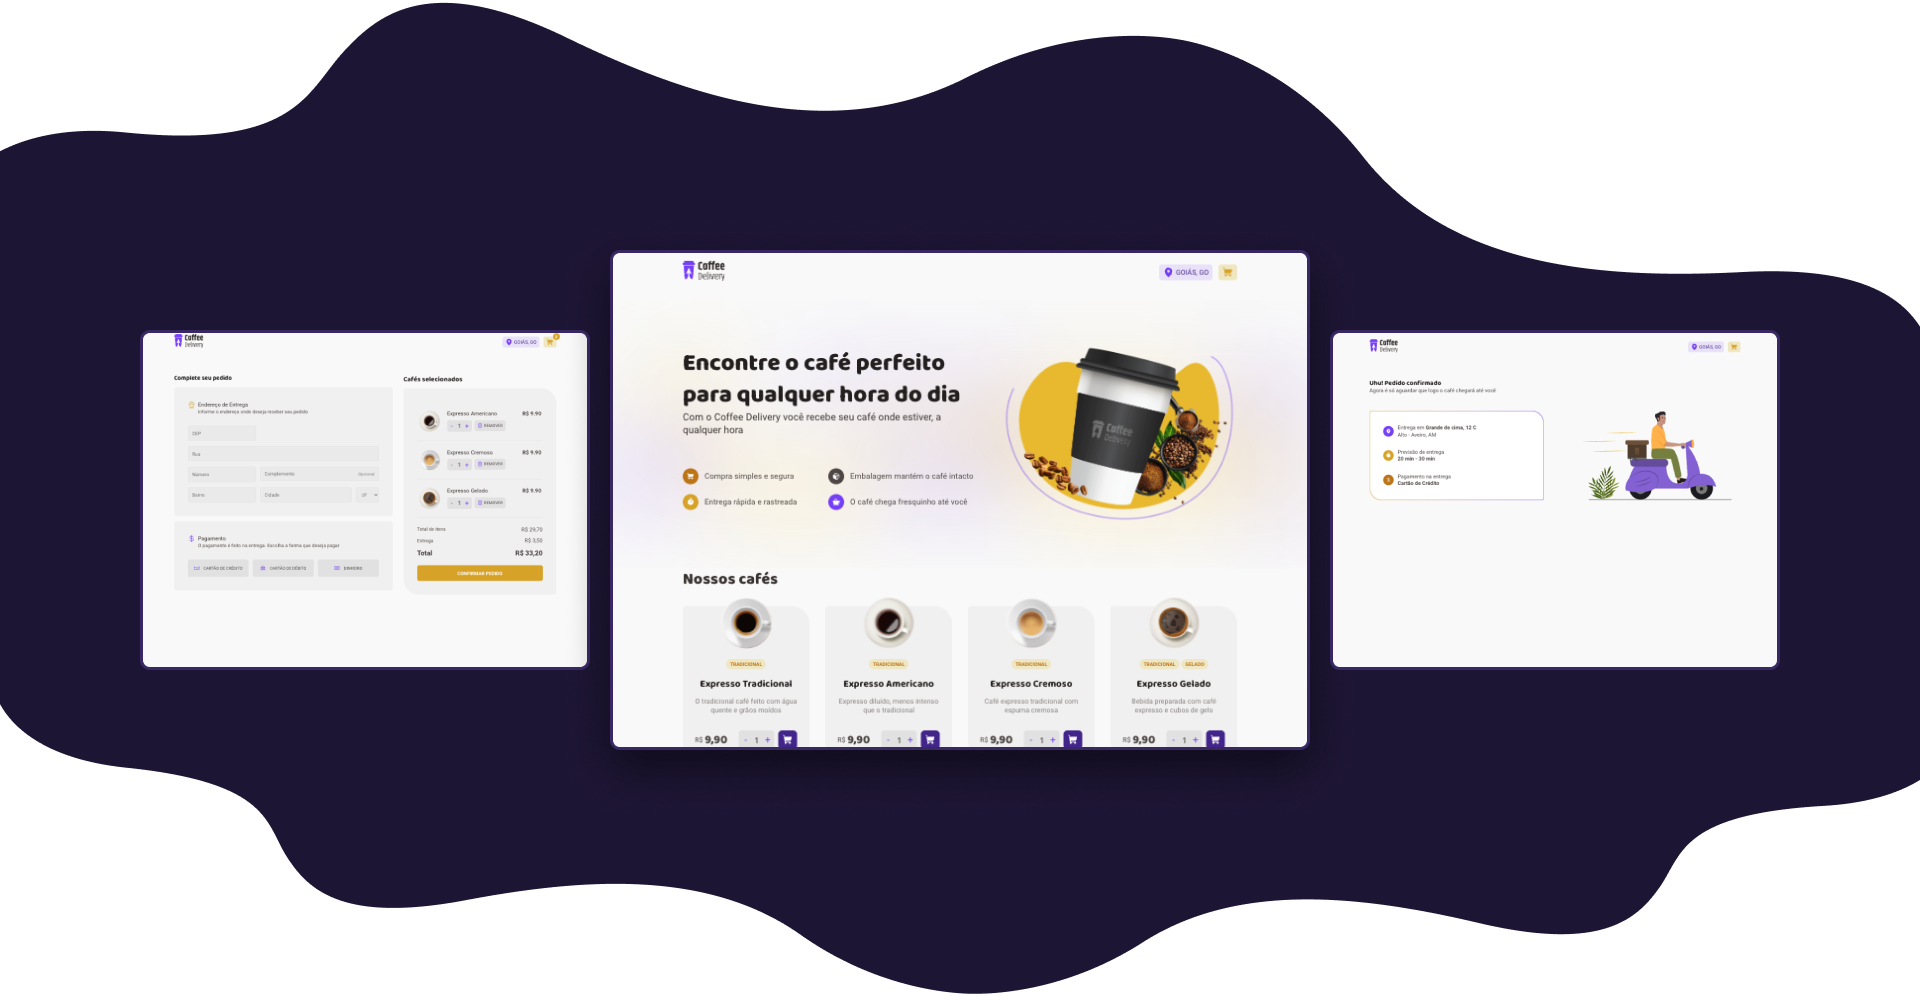 Coffee
Delivery
GOIÁS, GO
Complete seu pedido
Endereço de Entrega
Informe o endereço onde deseja receber seu pedido
CEP
Rua
Número
Complemento
Opcional
Bairro
Cidade
UF
Pagamento
O pagamento é feito na entrega. Escolha a forma que deseja pagar
CARTÃO DE CRÉDITO
CARTÃO DE DÉBITO
DINHEIRO
Cafés selecionados
Expresso Americano
R$ 9.90
- 1 +
REMOVER
Expresso Cremoso
R$ 9.90
- 1 +
REMOVER
Expresso Gelado
R$ 9.90
- 1 +
REMOVER
Total de itens
R$ 29,70
Entrega
R$ 3,50
Total
R$ 33,20
CONFIRMAR PEDIDO
Coffee
Delivery
GOIÁS, GO
Encontre o café perfeito
para qualquer hora do dia
Com o Coffee Delivery você recebe seu café onde estiver, a
qualquer hora
Compra simples e segura
Embalagem mantém o café intacto
Entrega rápida e rastreada
O café chega fresquinho até você
Coffee
Delivery
Nossos cafés
TRADICIONAL
Expresso Tradicional
O tradicional café feito com água
quente e grãos moídos
R$ 9,90
- 1 +
TRADICIONAL
Expresso Americano
Expresso diluído, menos intenso
que o tradicional
R$ 9,90
- 1 +
TRADICIONAL
Expresso Cremoso
Café expresso tradicional com
espuma cremosa
R$ 9,90
- 1 +
TRADICIONAL
GELADO
Expresso Gelado
Bebida preparada com café
expresso e cubos de gelo
R$ 9,90
- 1 +
Coffee
Delivery
GOIÁS, GO
Uhu! Pedido confirmado
Agora é só aguardar que logo o café chegará até você
Entrega em Grande de cima, 12 C
Alto - Aveiro, AM
Previsão de entrega
20 min - 30 min
Pagamento na entrega
Cartão de Crédito